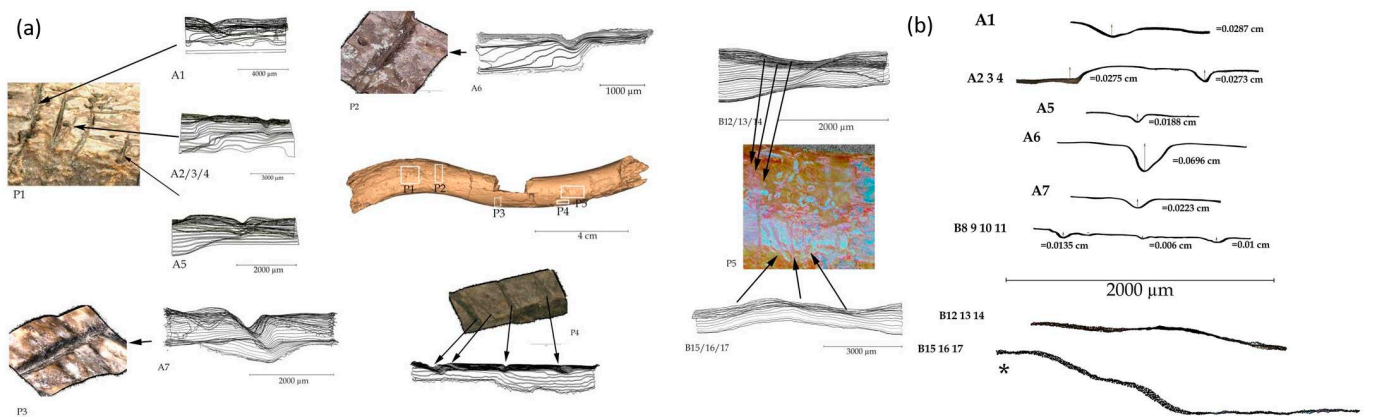 (a)
A1
4000 µm
P1
A2/3/4
3000 µm
A5
2000 µm
P2
A6
1000 µm
P1
P2
P3
P4
P5
4 cm
P3
A7
2000 µm
P4
B12/13/14
2000 µm
P5
B15/16/17
3000 µm
(b)
A1
=0.0287 cm
A2 3 4
=0.0275 cm
=0.0273 cm
A5
=0.0188 cm
A6
=0.0696 cm
A7
=0.0223 cm
B8 9 10 11
=0.0135 cm
=0.006 cm
=0.01 cm
2000 µm
B12 13 14
B15 16 17
*